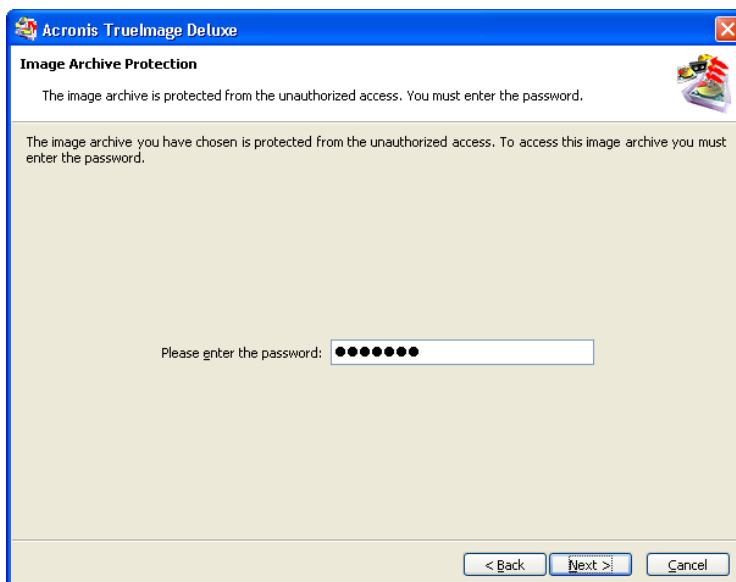 Acronis TrueImage Deluxe
Image Archive Protection
The image archive is protected from the unauthorized access. You must enter the password.
The image archive you have chosen is protected from the unauthorized access. To access this image archive you must
enter the password.
Please enter the password: ●●●●●●●
< Back Next > Cancel